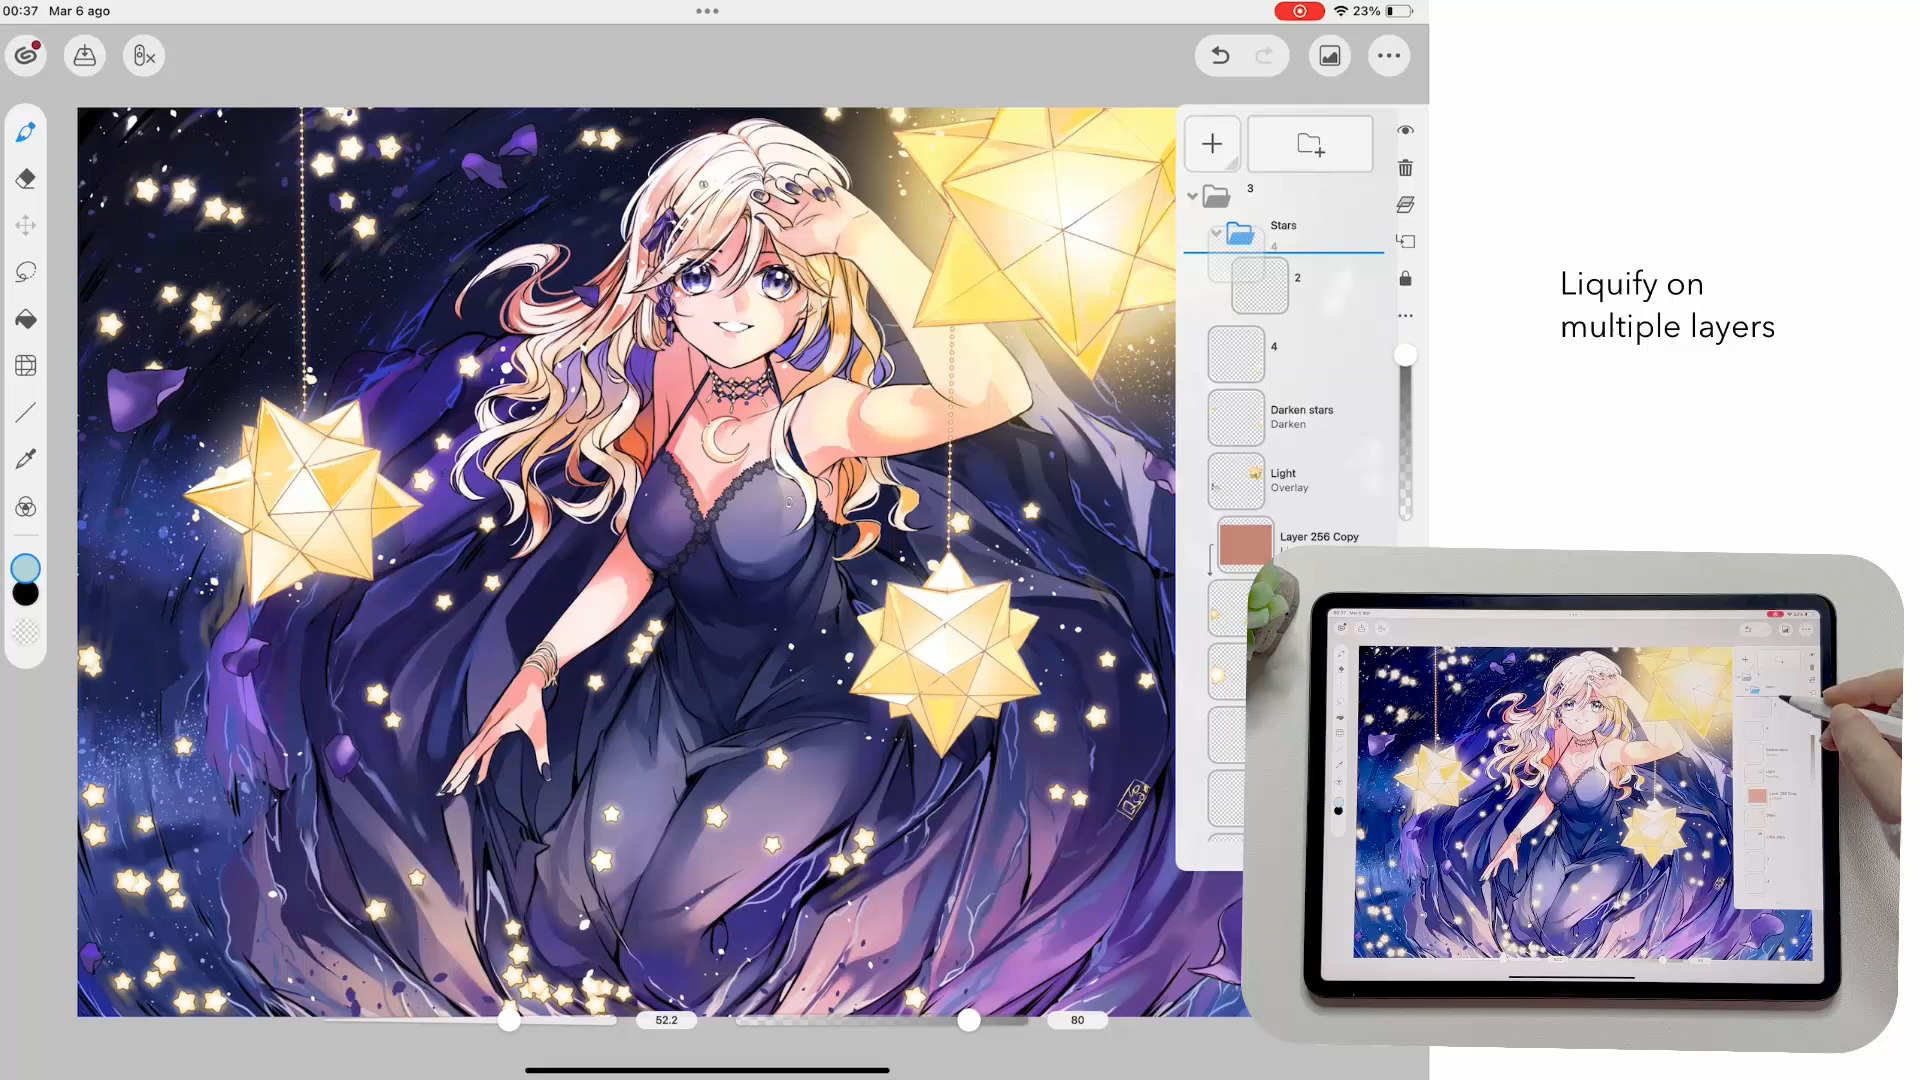 00:37 Mar 6 ago
23%
3
Stars
4
2
4
Darken stars
Darken
Light
Overlay
Layer 256 Copy
52.2
80
Liquify on
multiple layers